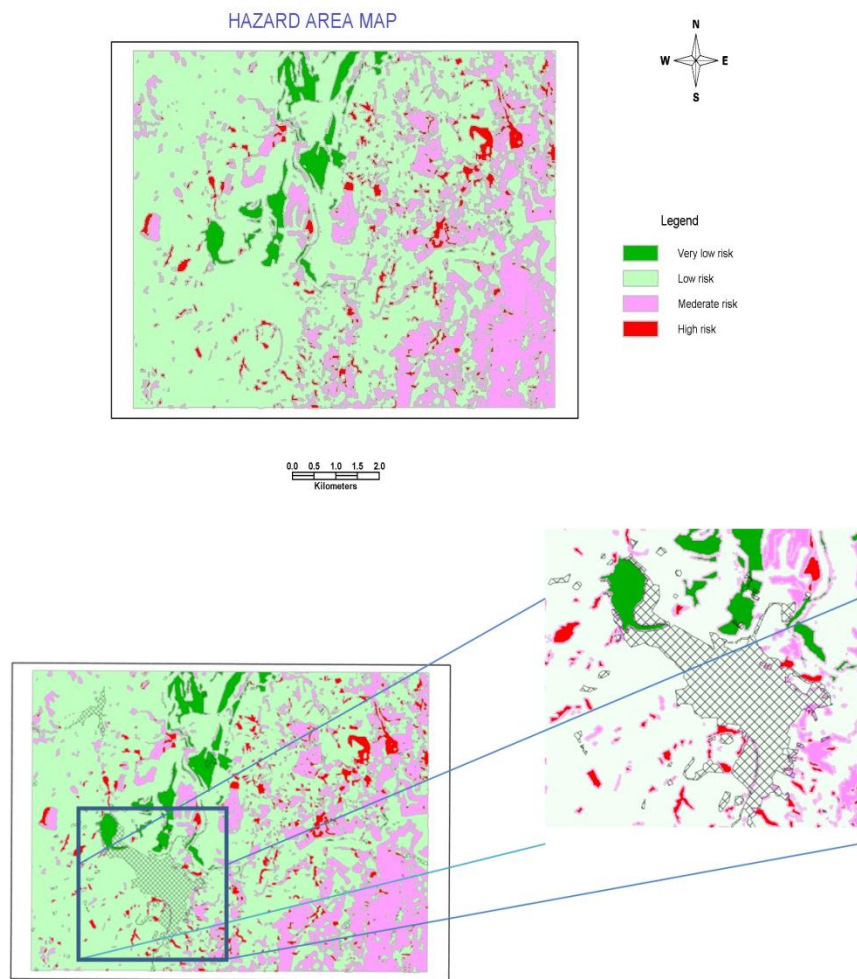 HAZARD AREA MAP
N
W E
S
Legend
Very low risk
Low risk
Mederate risk
High risk
0.0 0.5 1.0 1.5 2.0
Kilometers